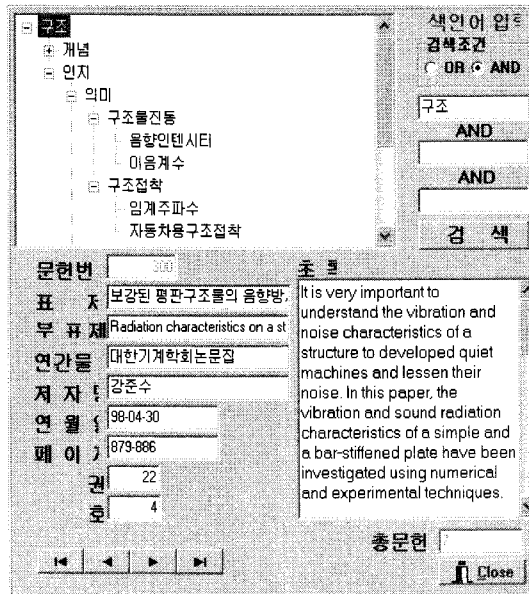 구조
개념
인지
의미
구조물진동
음향인텐시티
이음계수
구조접착
임계주파수
자동차용구조접착
색인어 입
검색조건
OR AND
구조
AND
AND
검 색
문헌번 300
표 보강된 평판구조물의 음향방.
부 표제 Radiation characteristics on a st
연간물 대한기계학회논문집
저 자 강준수
연 월 98-04-30
페 이 879-886
권 22
호 4
초
It is very important to
understand the vibration and
noise characteristics of a
structure to developed quiet
machines and lessen their
noise. In this paper, the
vibration and sound radiation
characteristics of a simple and
a bar-stiffened plate have been
investigated using numerical
and experimental techniques.
총문헌
Close